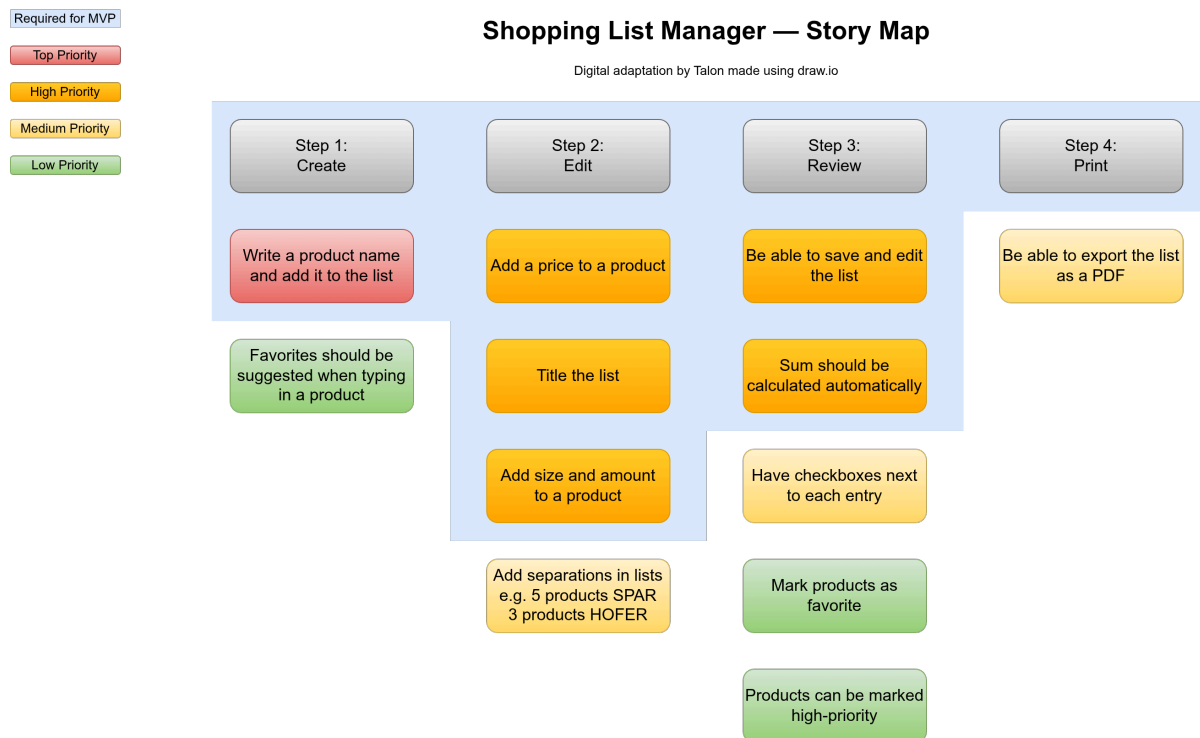 Required for MVP
Top Priority
High Priority
Medium Priority
Low Priority
Shopping List Manager — Story Map
Digital adaptation by Talon made using draw.io
Step 1:
Create
Step 2:
Edit
Step 3:
Review
Step 4:
Print
Write a product name
and add it to the list
Add a price to a product
Be able to save and edit
the list
Be able to export the list
as a PDF
Favorites should be
suggested when typing
in a product
Title the list
Sum should be
calculated automatically
Add size and amount
to a product
Have checkboxes next
to each entry
Add separations in lists
e.g. 5 products SPAR
3 products HOFER
Mark products as
favorite
Products can be marked
high-priority